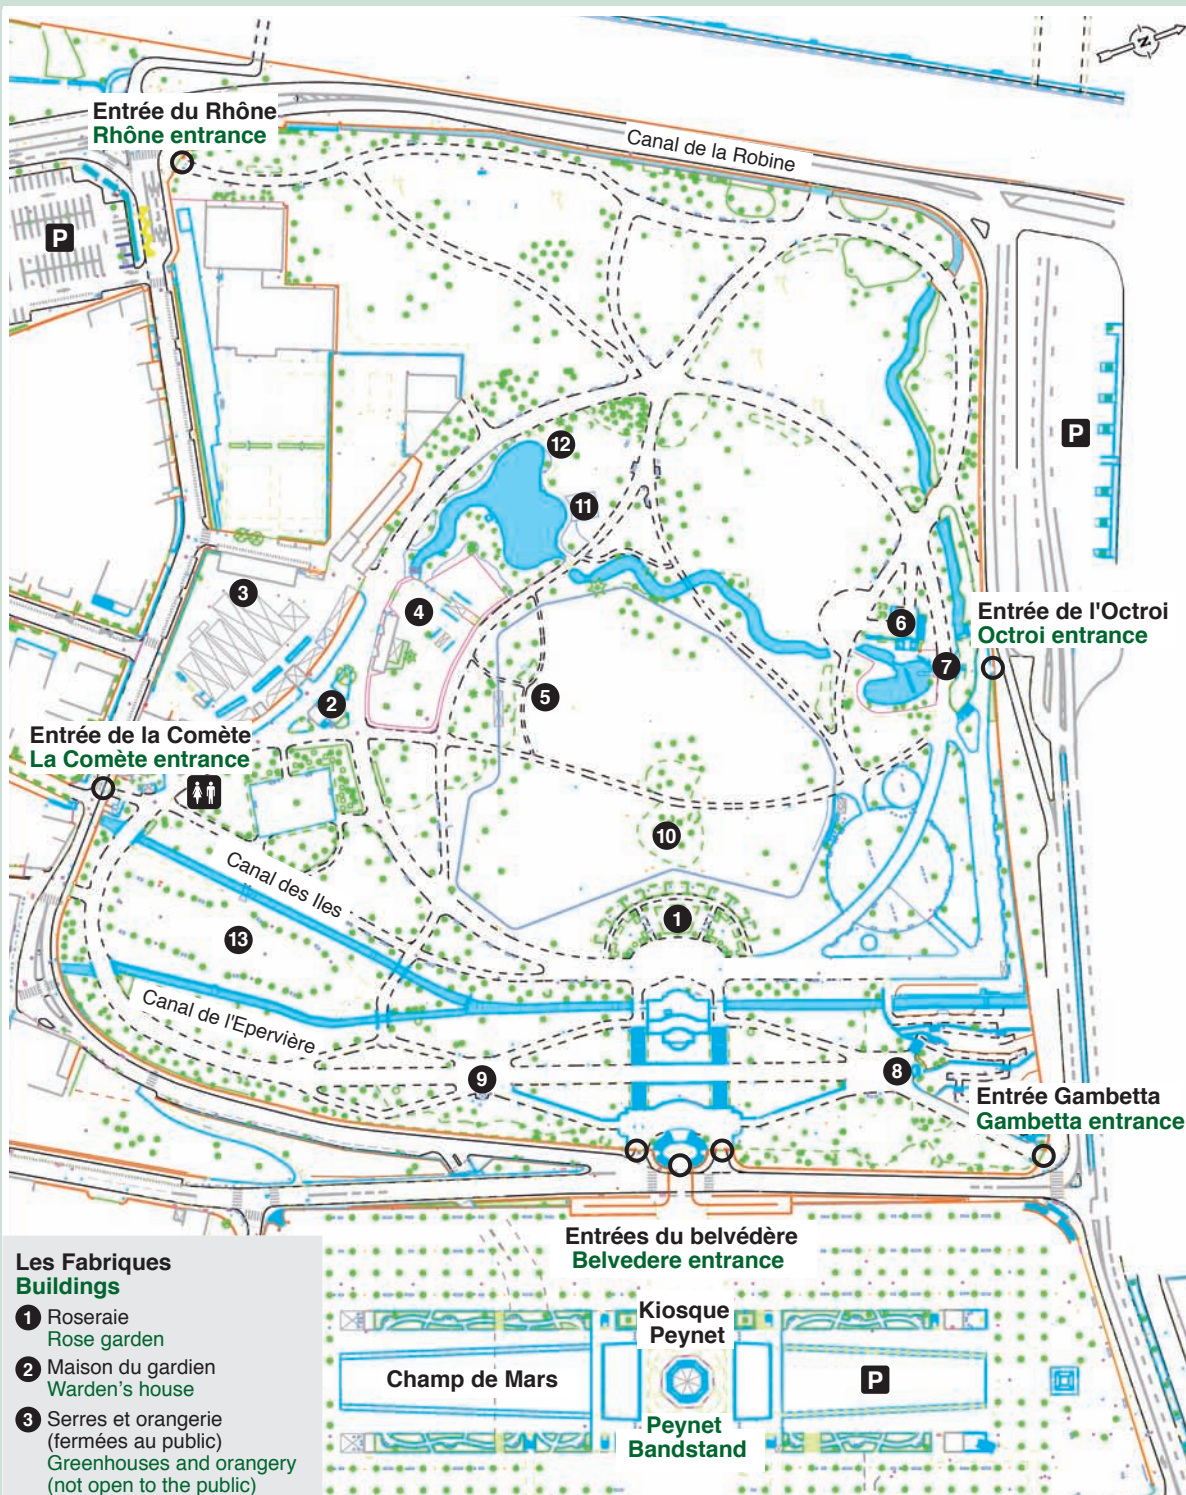 N
Entrée du Rhône
Rhône entrance
Canal de la Robine
P
P
12
11
3
4
6
Entrée de l'Octroi
Octroi entrance
7
5
2
Entrée de la Comète
La Comète entrance
10
Canal des Iles
1
13
Canal de l'Epervière
9
8
Entrée Gambetta
Gambetta entrance
Entrées du belvédère
Belvedere entrance
Kiosque
Peynet
Champ de Mars
P
Peynet
Bandstand
Les Fabriques
Buildings
1 Roseraie
Rose garden
2 Maison du gardien
Warden's house
3 Serres et orangerie
(fermées au public)
Greenhouses and orangery
(not open to the public)